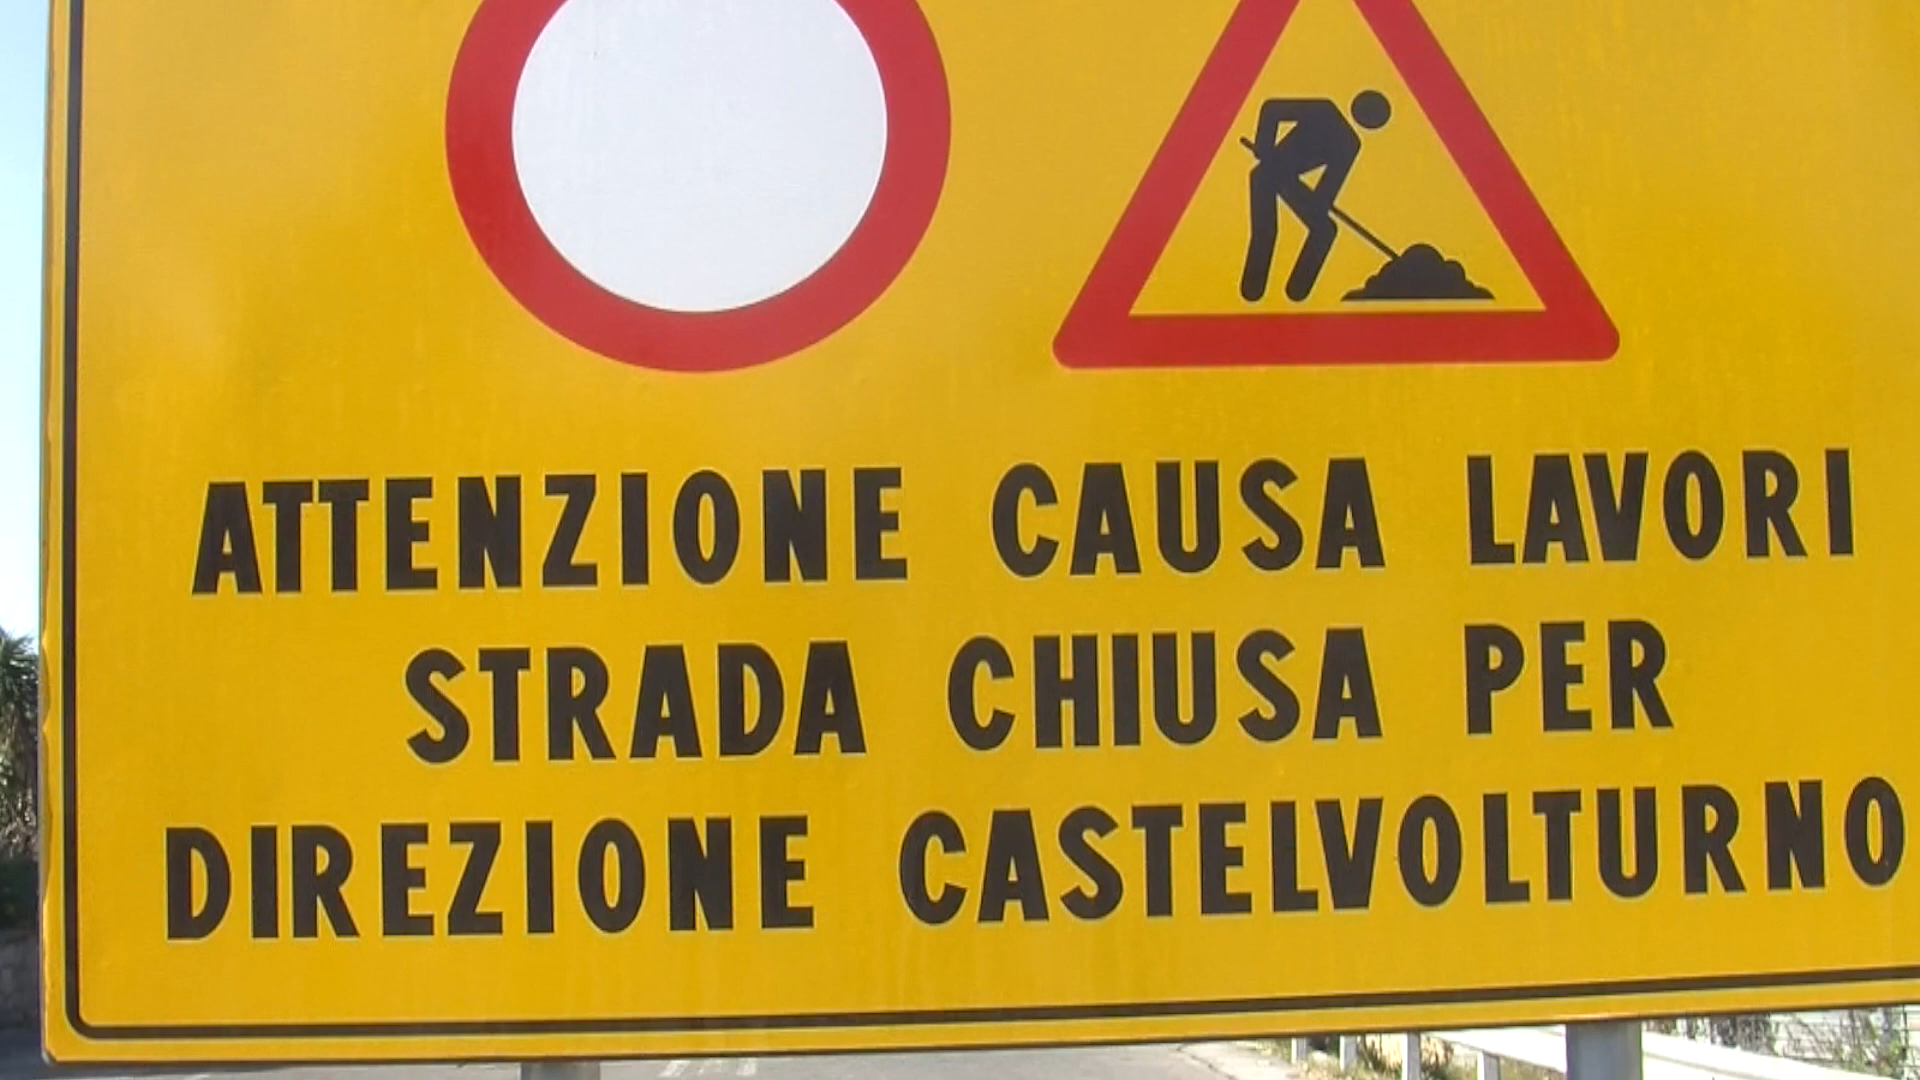 ATTENZIONE CAUSA LAVORI
STRADA CHIUSA PER
DIREZIONE CASTELVOLTURNO